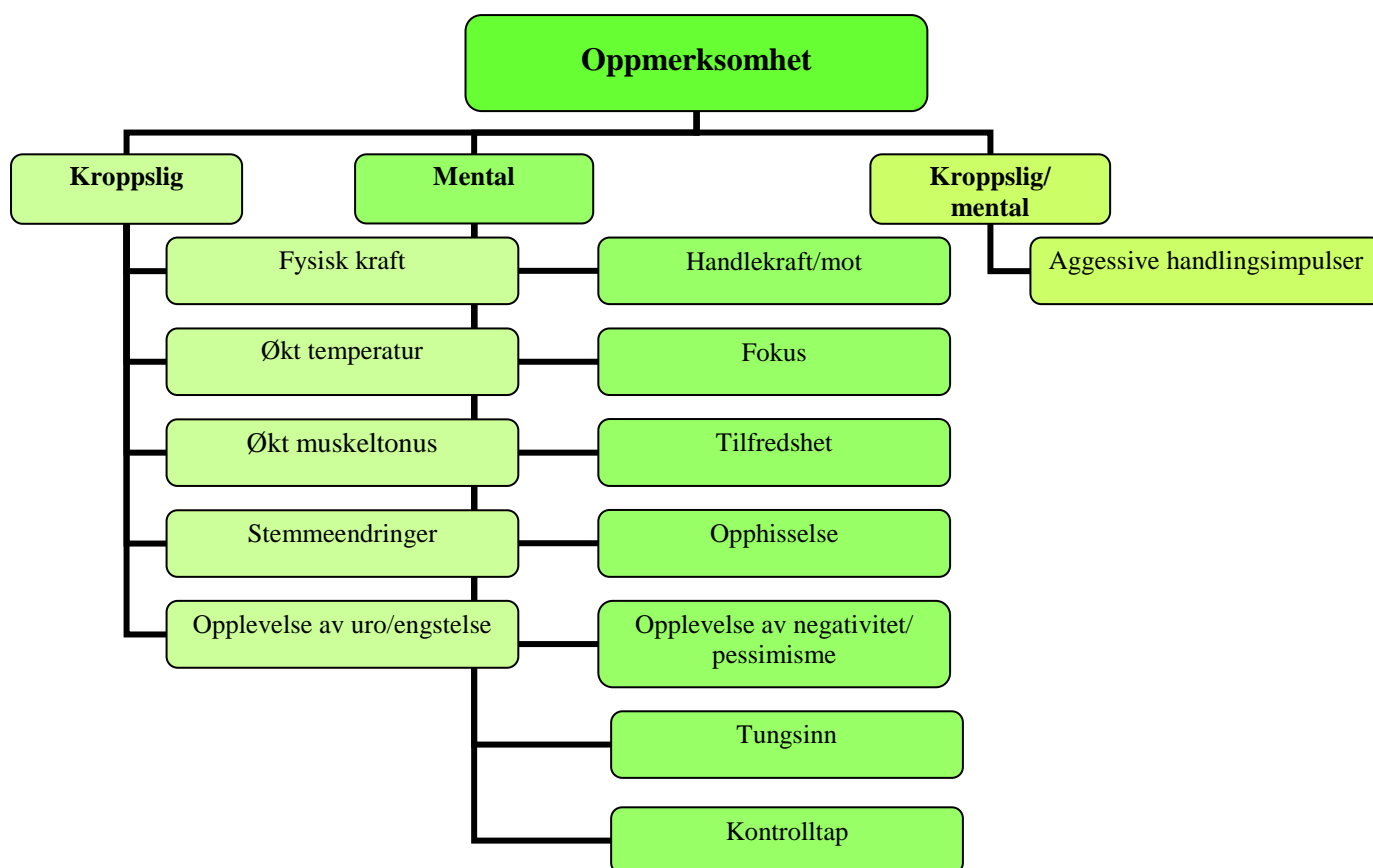 Oppmerksomhet
Kroppslig
Mental
Kroppslig/
mental
Fysisk kraft
Handlekraft/mot
Aggessive handlingsimpulser
Økt temperatur
Fokus
Økt muskeltonus
Tilfredshet
Stemmeendringer
Opphisselse
Opplevelse av uro/engstelse
Opplevelse av negativitet/
pessimisme
Tungsinn
Kontrolltap